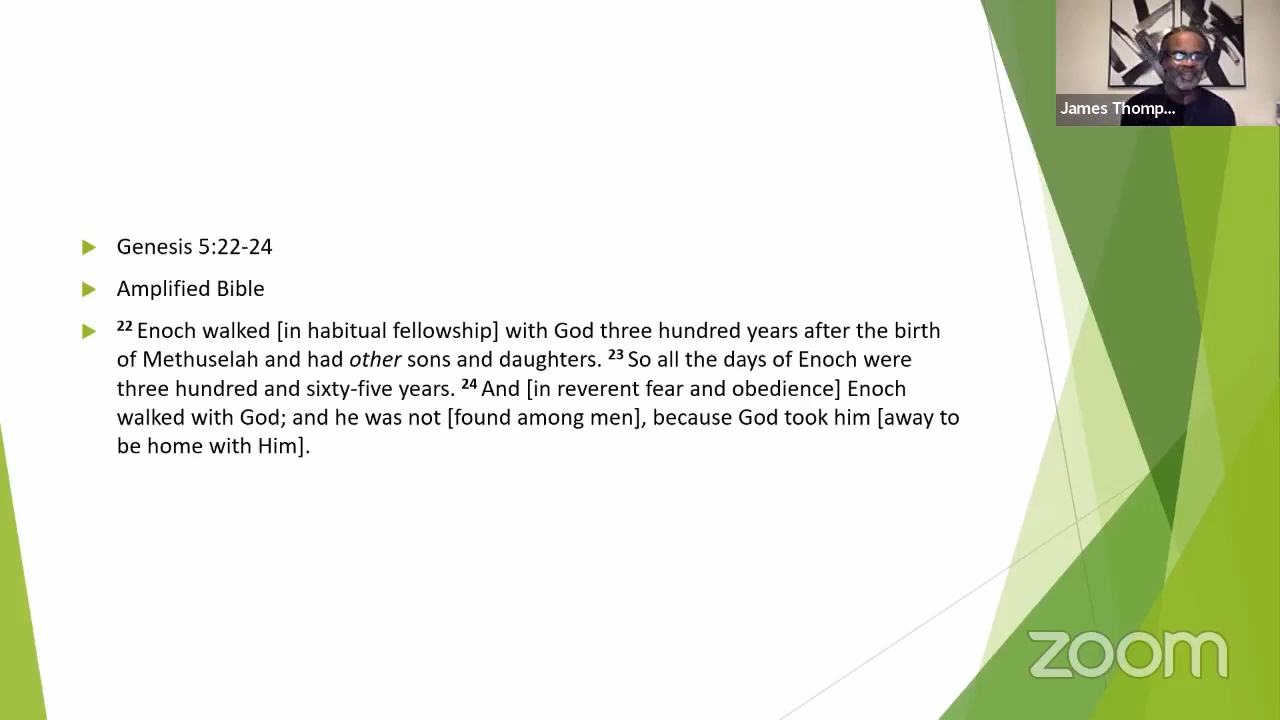 James Thomp...
Genesis 5:22-24
Amplified Bible
22 Enoch walked [in habitual fellowship] with God three hundred years after the birth
of Methuselah and had other sons and daughters. 23 So all the days of Enoch were
three hundred and sixty-five years. 24 And [in reverent fear and obedience] Enoch
walked with God; and he was not [found among men], because God took him [away to
be home with Him].
zoom